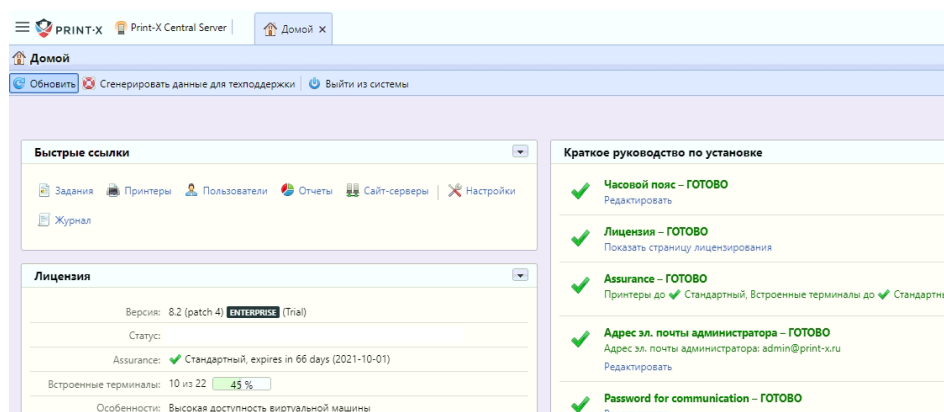 PRINT·X Print-X Central Server Домой ×
Домой
Обновить Сгенерировать данные для техподдержки Выйти из системы
Быстрые ссылки
Задания Принтеры Пользователи Отчеты Сайт-серверы Настройки
Журнал
Лицензия
Версия: 8.2 (patch 4) ENTERPRISE (Trial)
Статус:
Assurance: Стандартный, expires in 66 days (2021-10-01)
Встроенные терминалы: 10 из 22 45 %
Особенности: Высокая доступность виртуальной машины
Краткое руководство по установке
Часовой пояс – ГОТОВО
Редактировать
Лицензия – ГОТОВО
Показать страницу лицензирования
Assurance – ГОТОВО
Принтеры до Стандартный, Встроенные терминалы до Стандартн
Адрес эл. почты администратора – ГОТОВО
Адрес эл. почты администратора: admin@print-x.ru
Редактировать
Password for communication – ГОТОВО